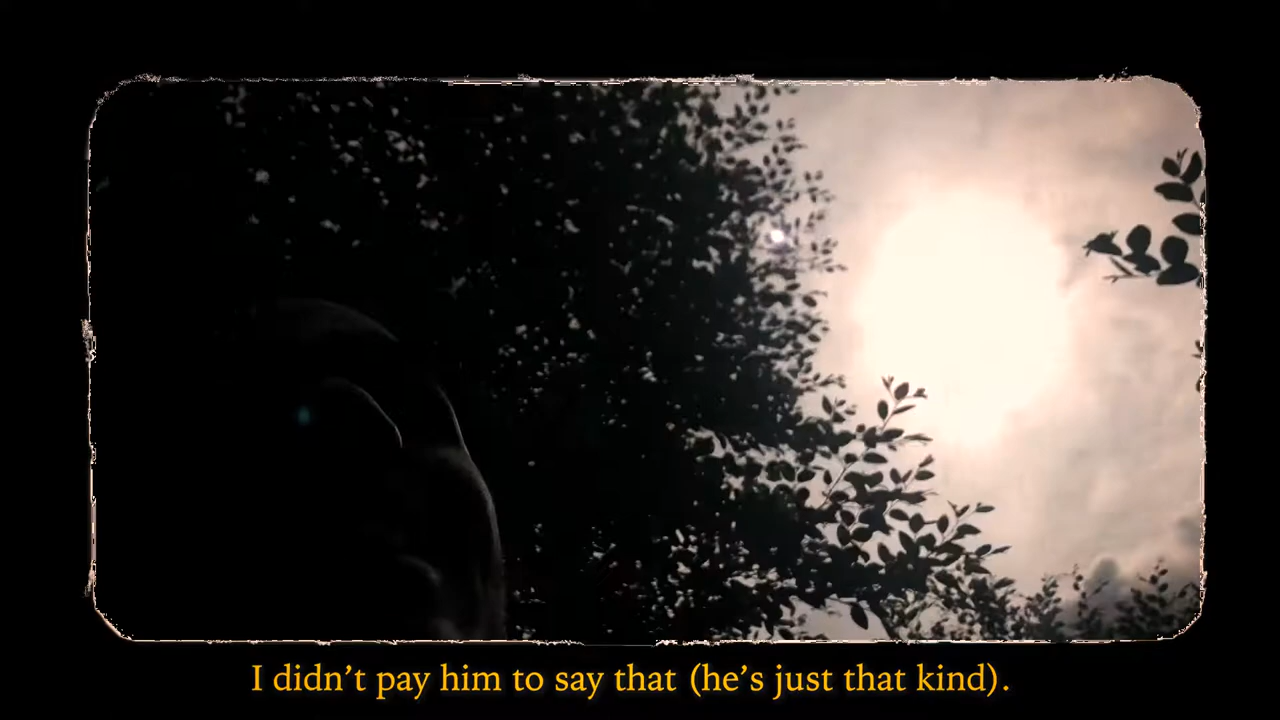 I didn’t pay him to say that (he’s just that kind).